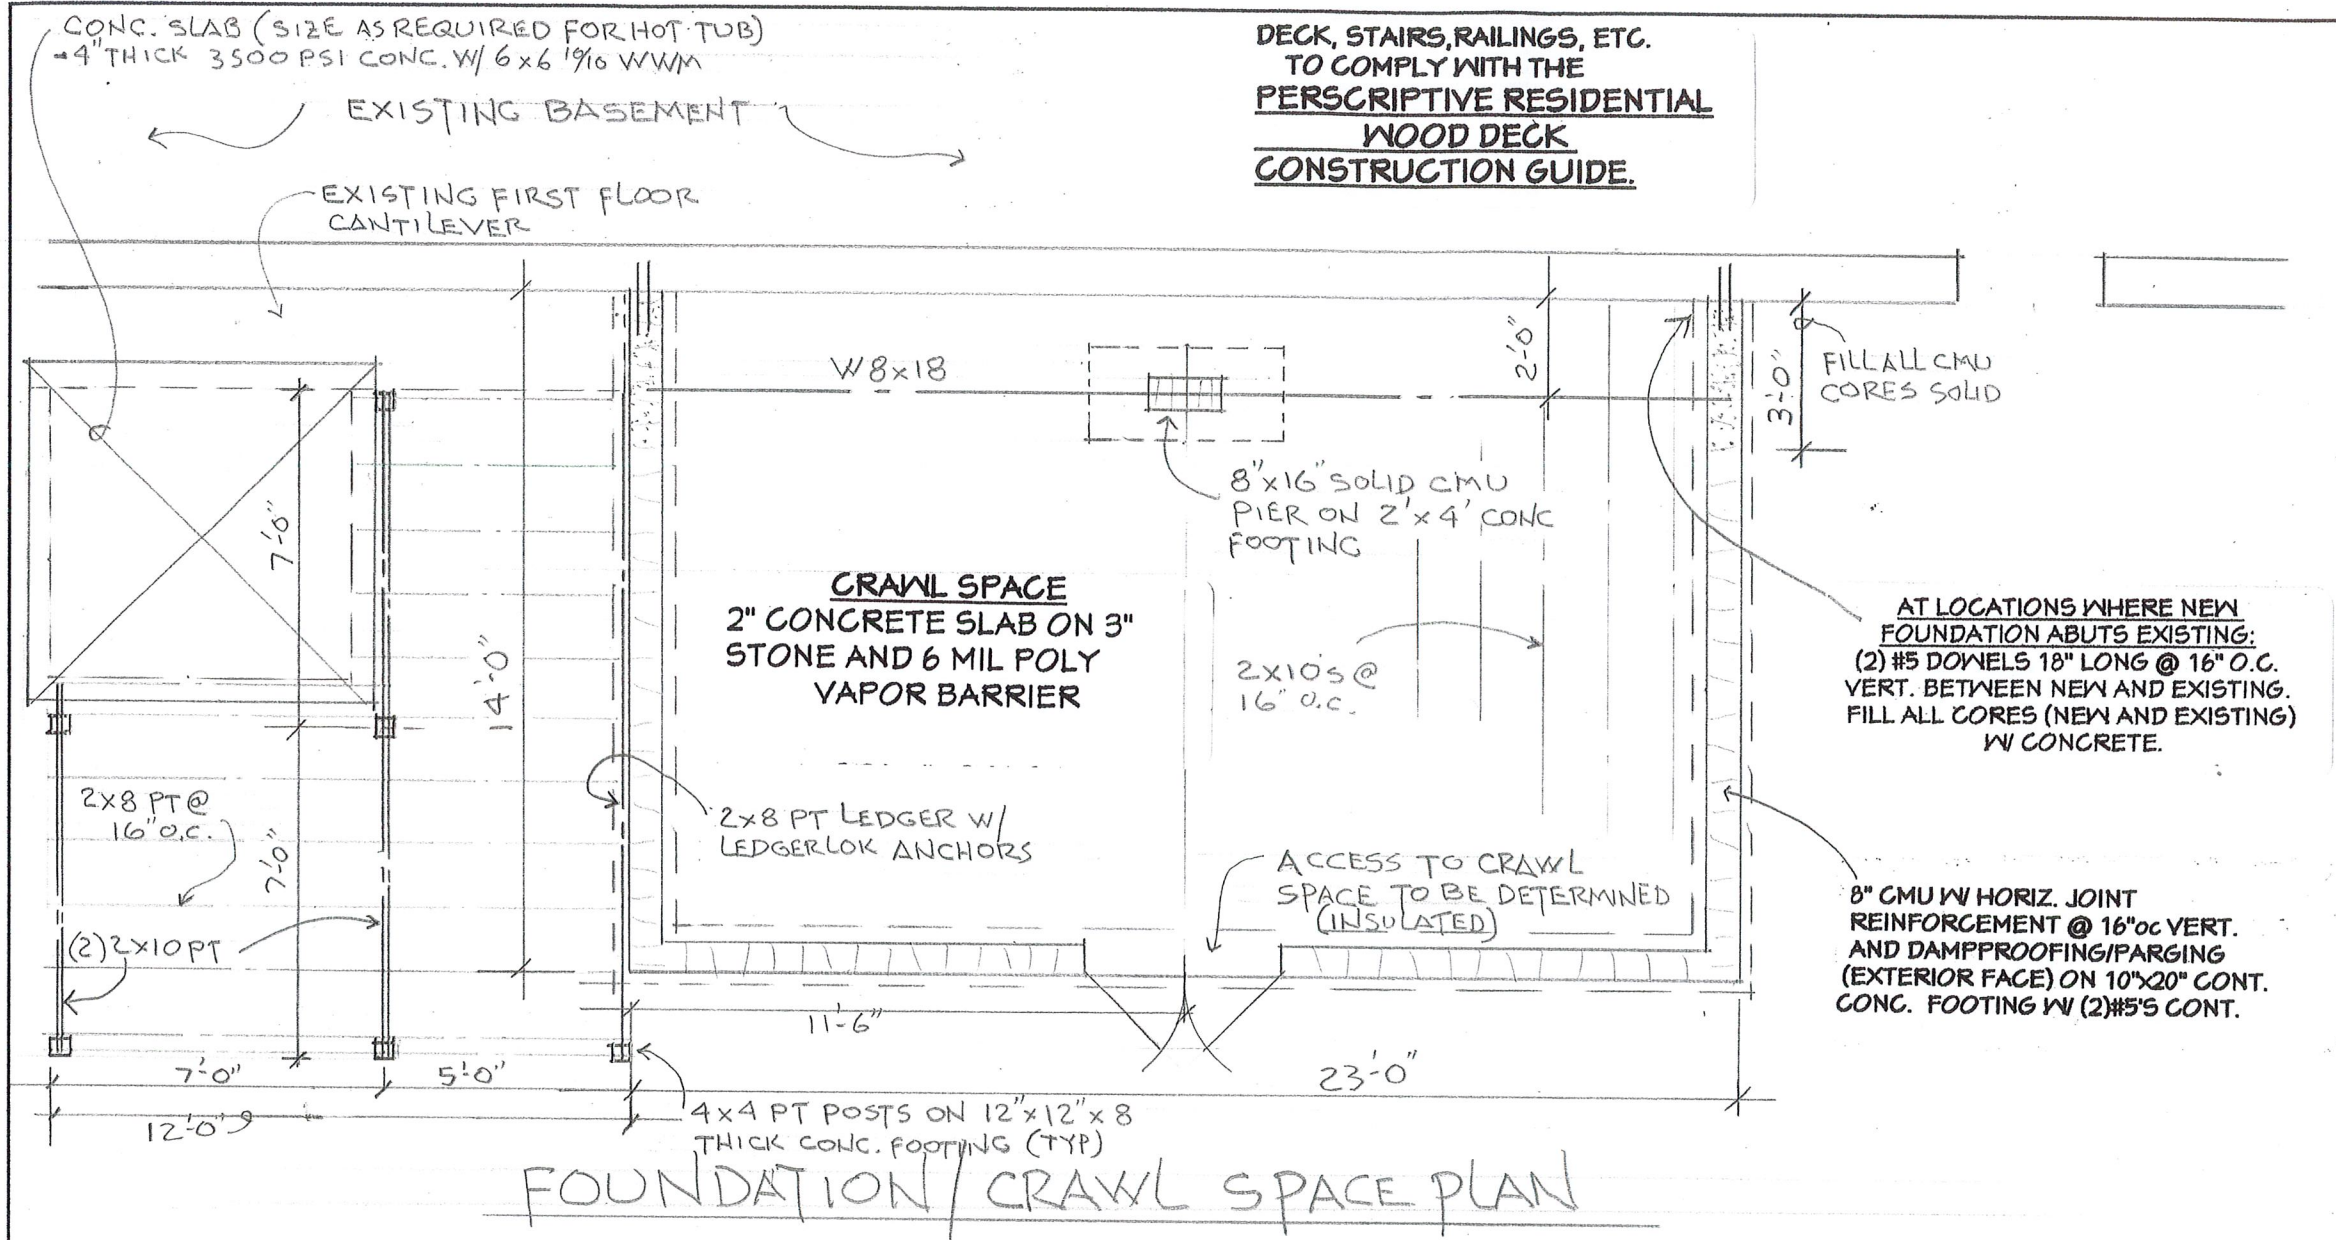 CONC. SLAB (SIZE AS REQUIRED FOR HOT TUB)
-4" THICK 3500 PSI CONC. W/ 6x6 10/10 WWM
EXISTING BASEMENT
EXISTING FIRST FLOOR
CANTILEVER
DECK, STAIRS, RAILINGS, ETC.
TO COMPLY WITH THE
PERSCRIPTIVE RESIDENTIAL
WOOD DECK
CONSTRUCTION GUIDE.
W8x18
2'-0"
3'-0"
FILL ALL CMU
CORES SOLID
8"x16" SOLID CMU
PIER ON 2'x4' CONC
FOOTING
7'-0"
14'-0"
CRAWL SPACE
2" CONCRETE SLAB ON 3"
STONE AND 6 MIL POLY
VAPOR BARRIER
2x10's @
16" O.C.
AT LOCATIONS WHERE NEW
FOUNDATION ABUTS EXISTING:
(2) #5 DOWELS 18" LONG @ 16" O.C.
VERT. BETWEEN NEW AND EXISTING.
FILL ALL CORES (NEW AND EXISTING)
W/ CONCRETE.
2x8 PT @
16" O.C.
7'-0"
2x8 PT LEDGER W/
LEDGERLOK ANCHORS
ACCESS TO CRAWL
SPACE TO BE DETERMINED
(INSULATED)
8" CMU W/ HORIZ. JOINT
REINFORCEMENT @ 16"oc VERT.
AND DAMPPROOFING/PARGING
(EXTERIOR FACE) ON 10"x20" CONT.
CONC. FOOTING W/ (2)#5'S CONT.
(2) 2x10 PT
11'-6"
7'-0"
5'-0"
23'-0"
12'-0"
4x4 PT POSTS ON 12"x12"x8
THICK CONC. FOOTING (TYP)
FOUNDATION / CRAWL SPACE PLAN